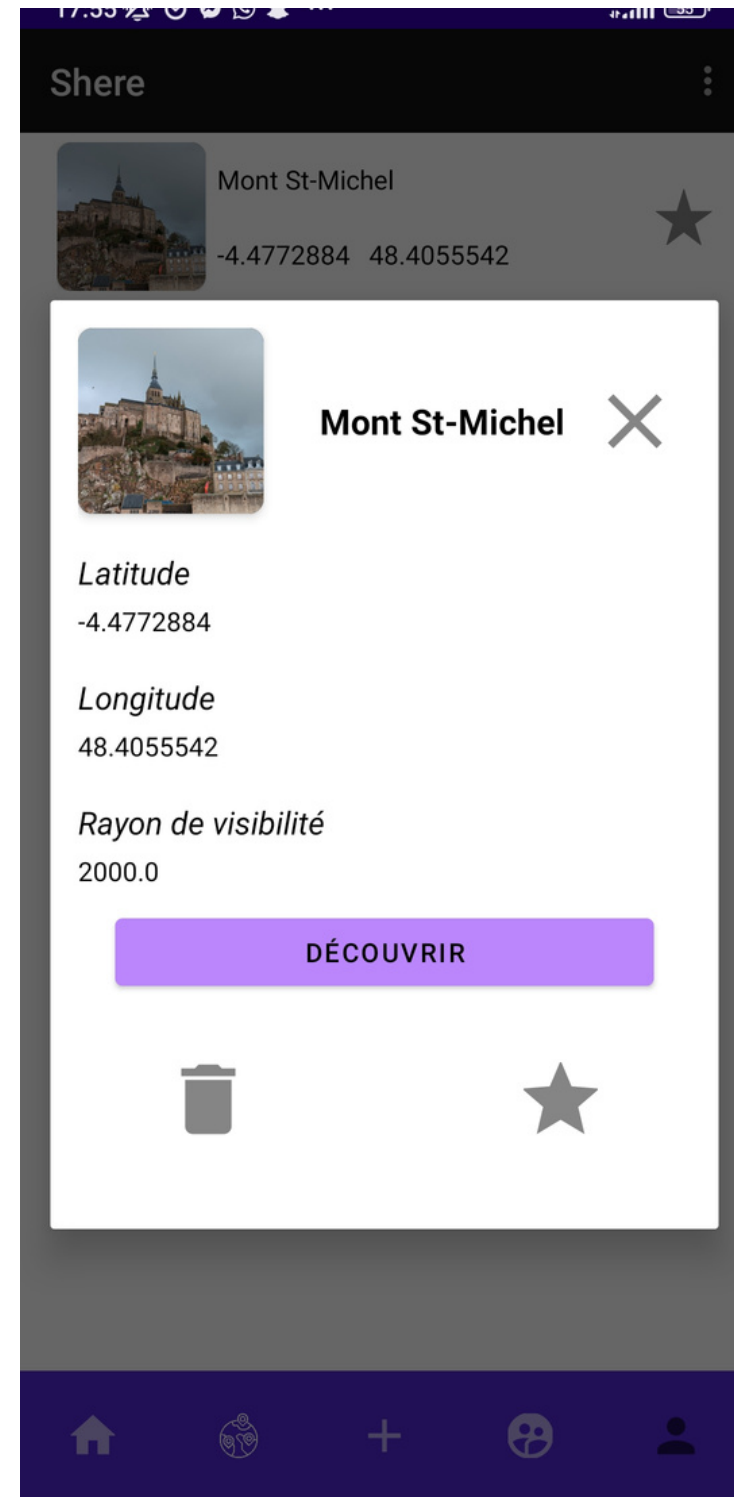 Shere
Mont St-Michel
-4.4772884 48.4055542
Mont St-Michel
Latitude
-4.4772884
Longitude
48.4055542
Rayon de visibilité
2000.0
DÉCOUVRIR